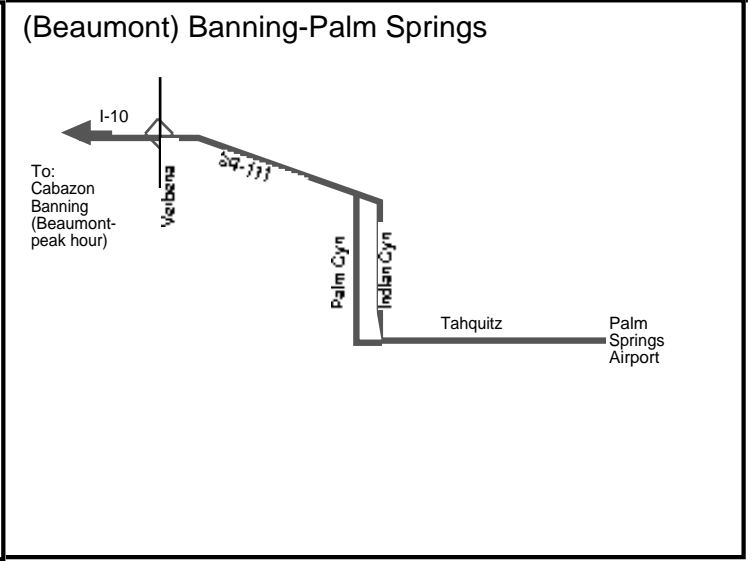 (Beaumont) Banning-Palm Springs
I-10
To:
Cabazon
Banning
(Beaumont-
peak hour)
Verbena
SR-111
Palm Cyn
Indian Cyn
Tahquitz
Palm
Springs
Airport